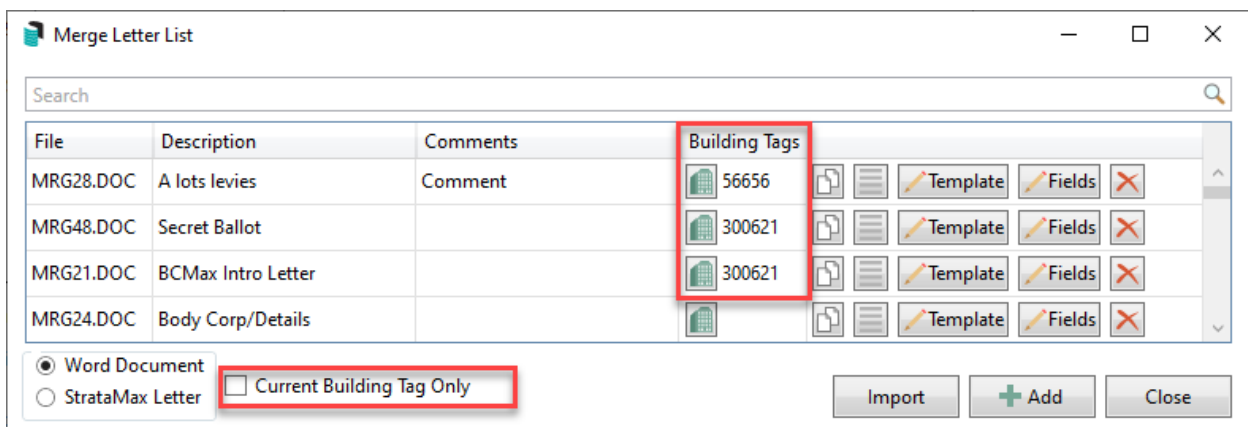 Merge Letter List
Search
File Description Comments Building Tags
MRG28.DOC A lots levies Comment 56656 Template Fields
MRG48.DOC Secret Ballot 300621 Template Fields
MRG21.DOC BCMax Intro Letter 300621 Template Fields
MRG24.DOC Body Corp/Details Template Fields
Word Document
StrataMax Letter
Current Building Tag Only
Import Add Close